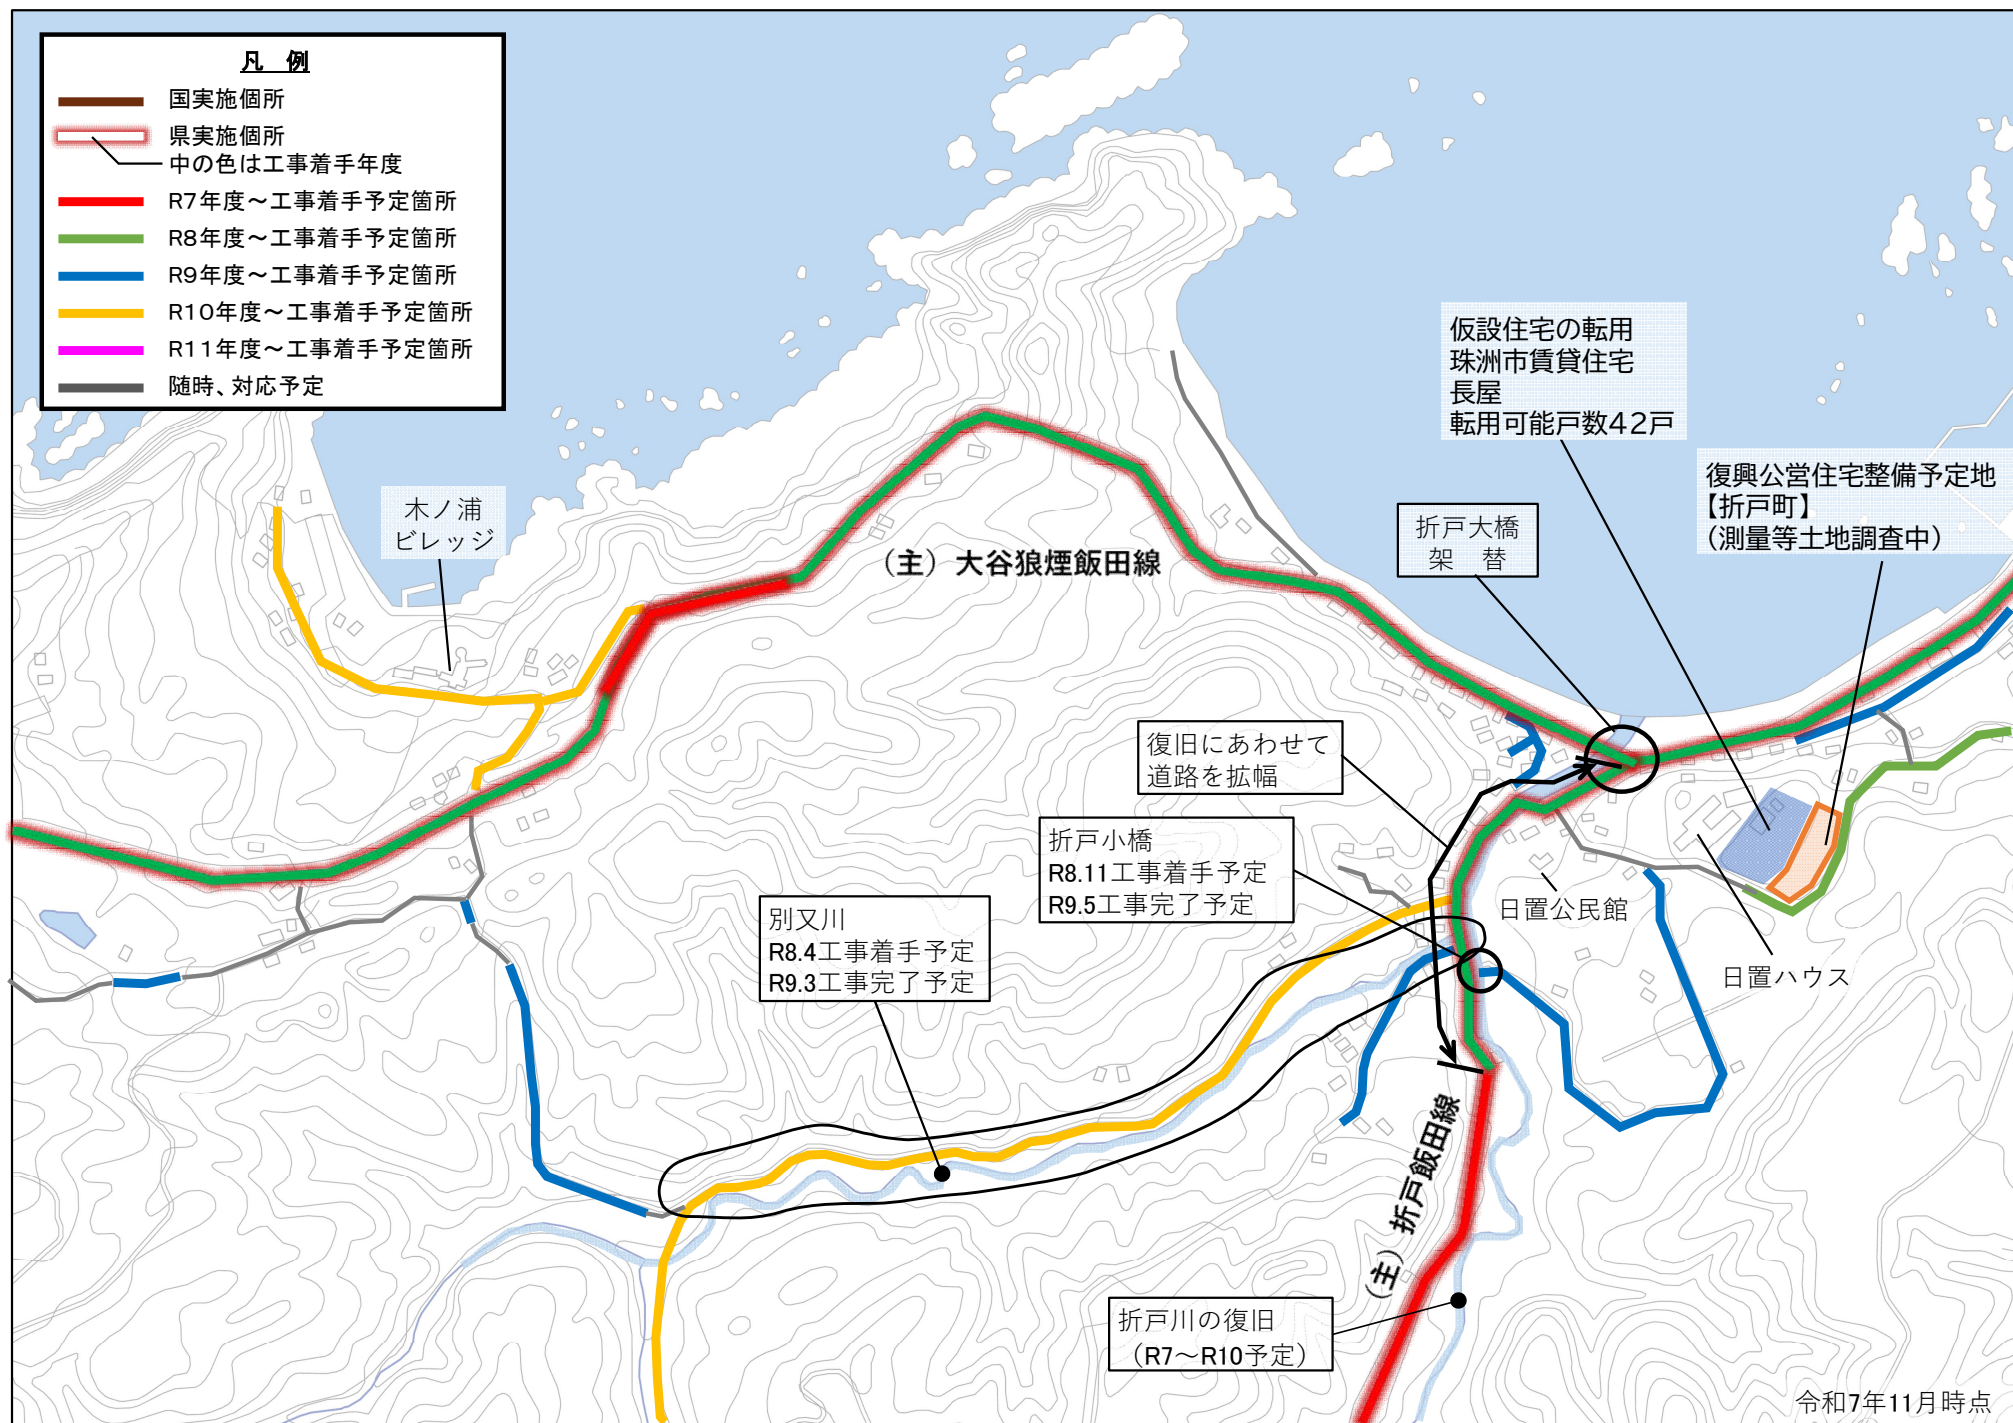 凡 例
国実施個所
県実施個所
中の色は工事着手年度
R7年度～工事着手予定箇所
R8年度～工事着手予定箇所
R9年度～工事着手予定箇所
R10年度～工事着手予定箇所
R11年度～工事着手予定箇所
随時、対応予定
木ノ浦
ビレッジ
（主）大谷狼煙飯田線
仮設住宅の転用
珠洲市賃貸住宅
長屋
転用可能戸数42戸
復興公営住宅整備予定地
【折戸町】
（測量等土地調査中）
折戸大橋
架 替
復旧にあわせて
道路を拡幅
折戸小橋
R8.11工事着手予定
R9.5工事完了予定
別又川
R8.4工事着手予定
R9.3工事完了予定
日置公民館
日置ハウス
（主）折戸飯田線
折戸川の復旧
（R7～R10予定）
令和7年11月時点